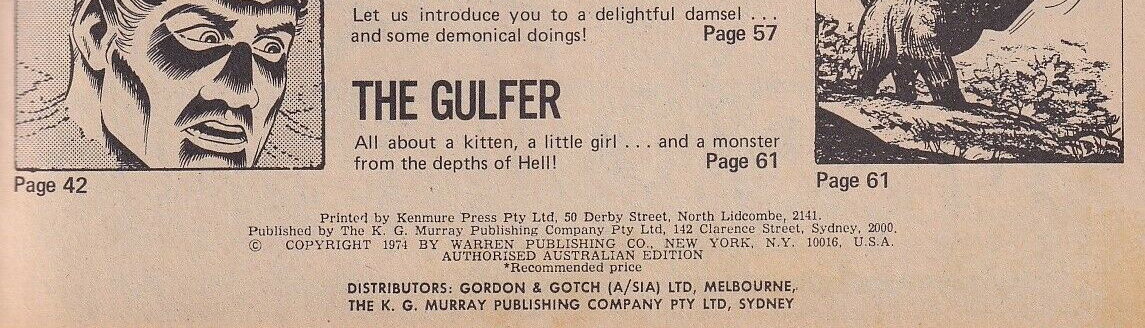 Let us introduce you to a delightful damsel ...
and some demonical doings! Page 57
THE GULFER
All about a kitten, a little girl ... and a monster
from the depths of Hell! Page 61
Page 42
Page 61
Printed by Kenmure Press Pty Ltd, 50 Derby Street, North Lidcombe, 2141.
Published by The K. G. Murray Publishing Company Pty Ltd, 142 Clarence Street, Sydney, 2000.
© COPYRIGHT 1974 BY WARREN PUBLISHING CO., NEW YORK, N.Y. 10016, U.S.A.
AUTHORISED AUSTRALIAN EDITION
*Recommended price
DISTRIBUTORS: GORDON & GOTCH (A/SIA) LTD, MELBOURNE,
THE K. G. MURRAY PUBLISHING COMPANY PTY LTD, SYDNEY